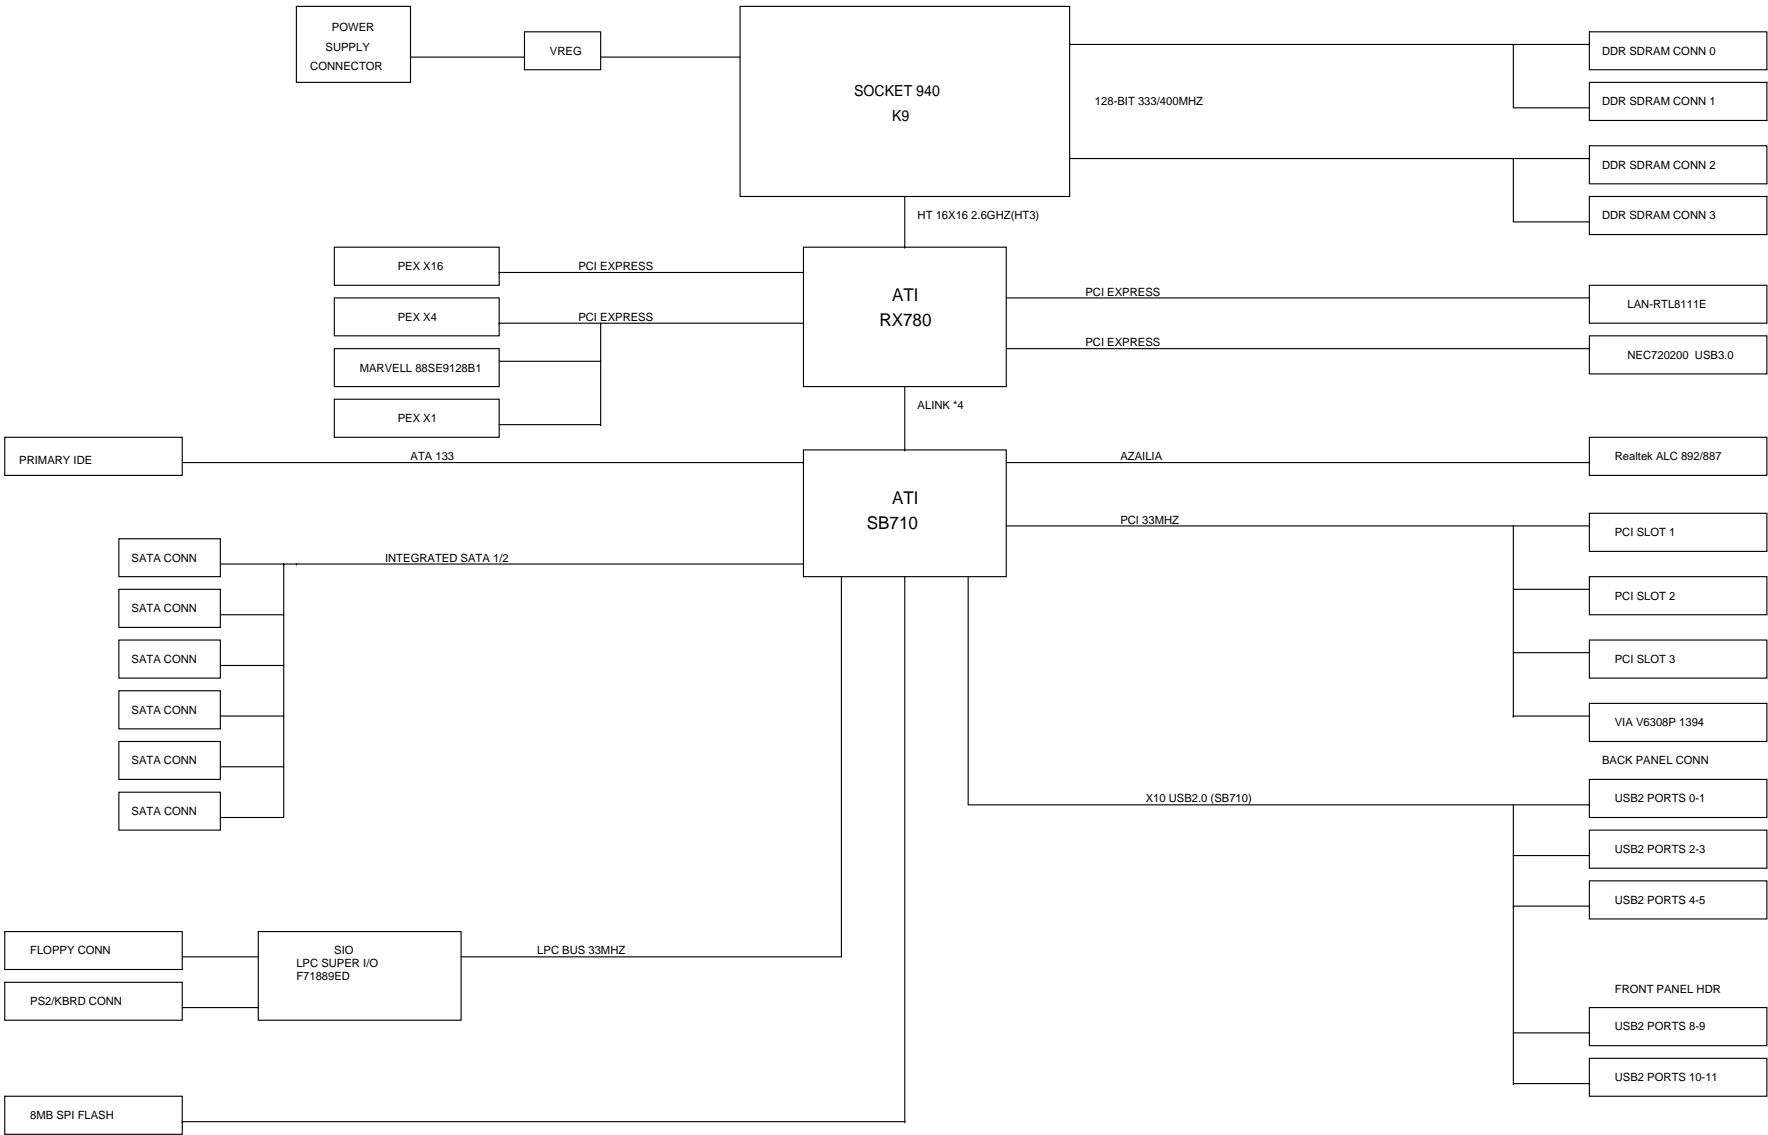 POWER
SUPPLY
CONNECTOR
VREG
SOCKET 940
K9
128-BIT 333/400MHZ
DDR SDRAM CONN 0
DDR SDRAM CONN 1
DDR SDRAM CONN 2
DDR SDRAM CONN 3
HT 16X16 2.6GHZ(HT3)
PEX X16
PCI EXPRESS
PEX X4
PCI EXPRESS
MARVELL 88SE9128B1
PEX X1
ATI
RX780
PCI EXPRESS
LAN-RTL8111E
PCI EXPRESS
NEC720200 USB3.0
ALINK *4
PRIMARY IDE
ATA 133
ATI
SB710
AZAILIA
Realtek ALC 892/887
PCI 33MHZ
PCI SLOT 1
PCI SLOT 2
PCI SLOT 3
VIA V6308P 1394
SATA CONN
INTEGRATED SATA 1/2
SATA CONN
SATA CONN
SATA CONN
SATA CONN
SATA CONN
BACK PANEL CONN
X10 USB2.0 (SB710)
USB2 PORTS 0-1
USB2 PORTS 2-3
USB2 PORTS 4-5
FLOPPY CONN
PS2/KBRD CONN
SIO
LPC SUPER I/O
F71889ED
LPC BUS 33MHZ
FRONT PANEL HDR
USB2 PORTS 8-9
USB2 PORTS 10-11
8MB SPI FLASH